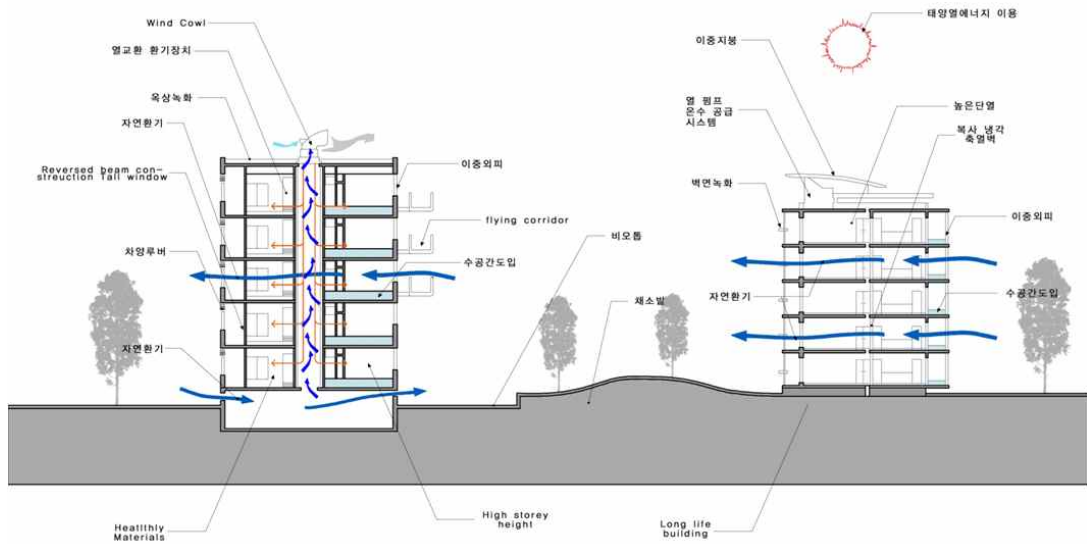 Wind Cowl
열교환 환기장치
옥상녹화
자연환기
Reversed beam con-
streuction Tall window
차양루버
자연환기
이중외피
flying corridor
수공간도입
비오톱
채소밭
Heatlthly
Materials
High storey
height
태양열에너지 이용
이중지붕
열 펌프
온수 공급
시스템
높은단열
복사 냉각
축열벽
벽면녹화
이중외피
자연환기
수공간도입
Long life
building